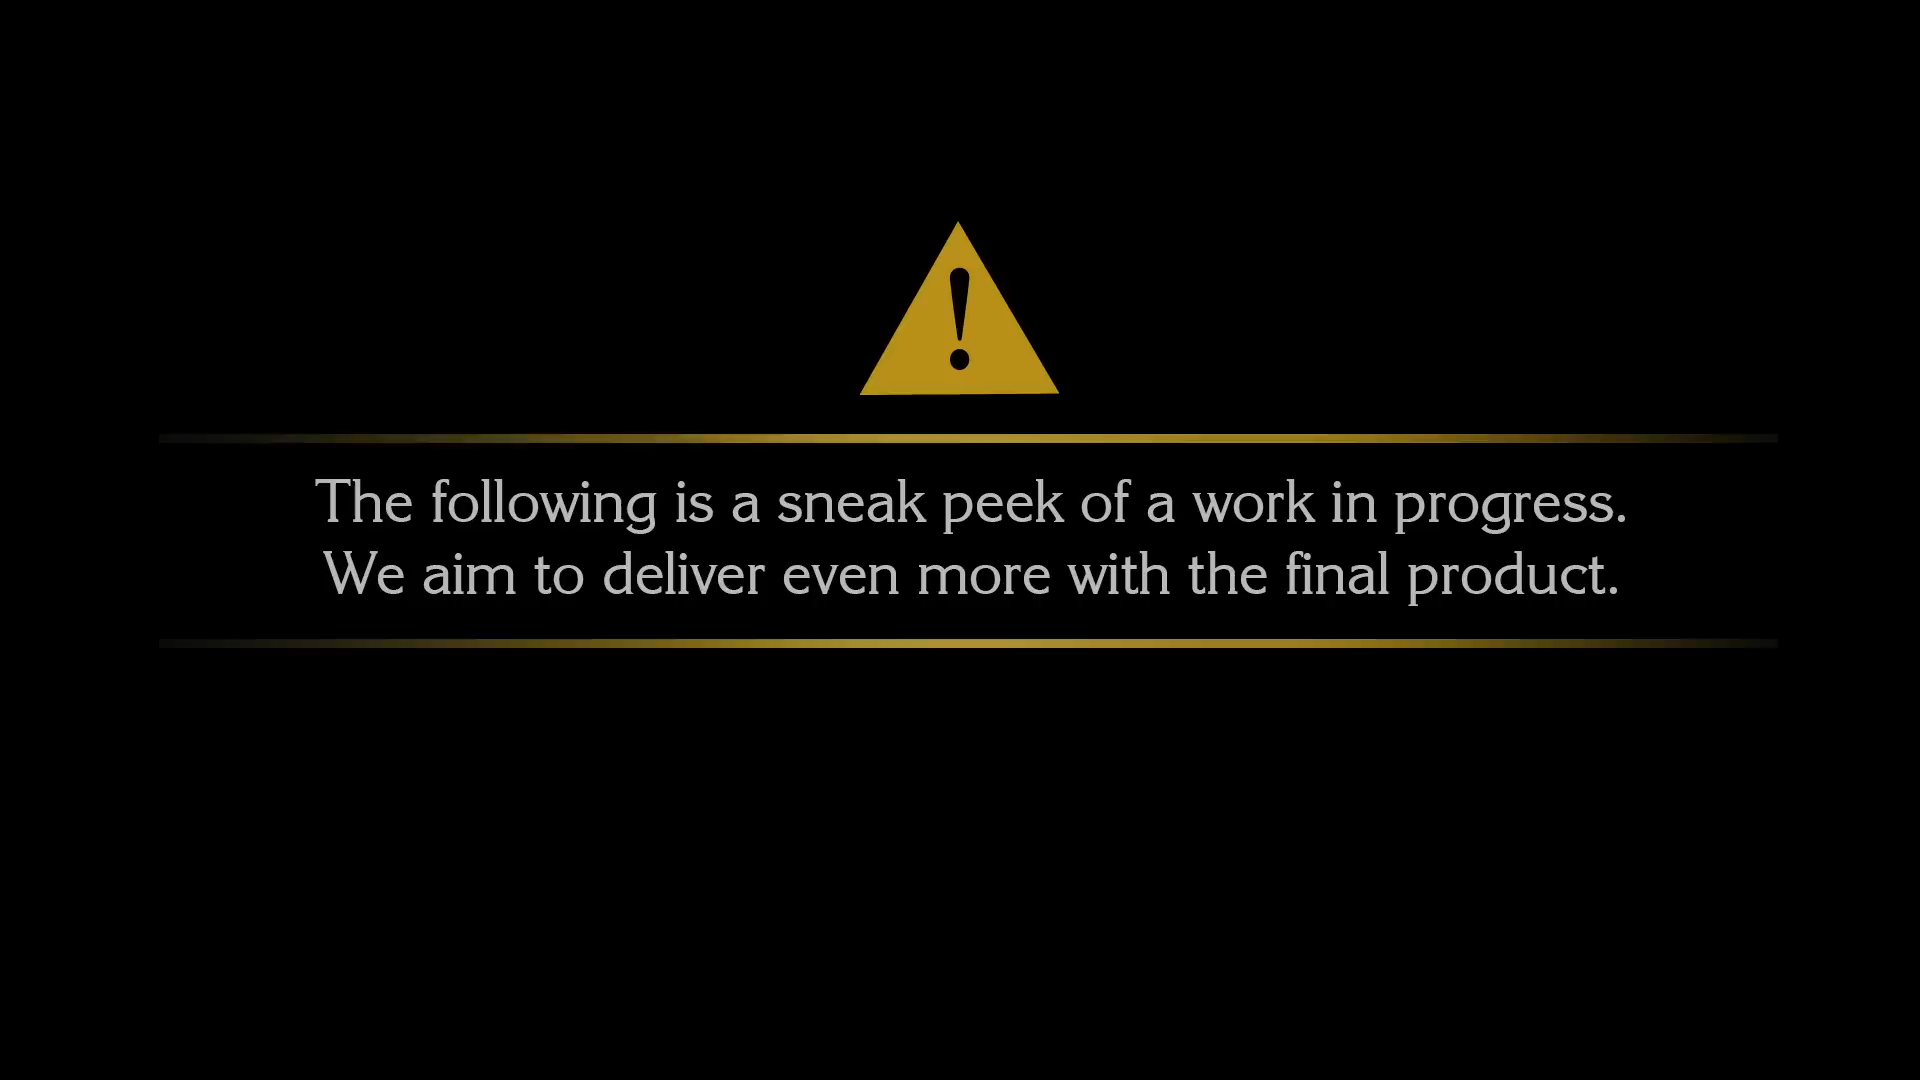 !
The following is a sneak peek of a work in progress.
We aim to deliver even more with the final product.